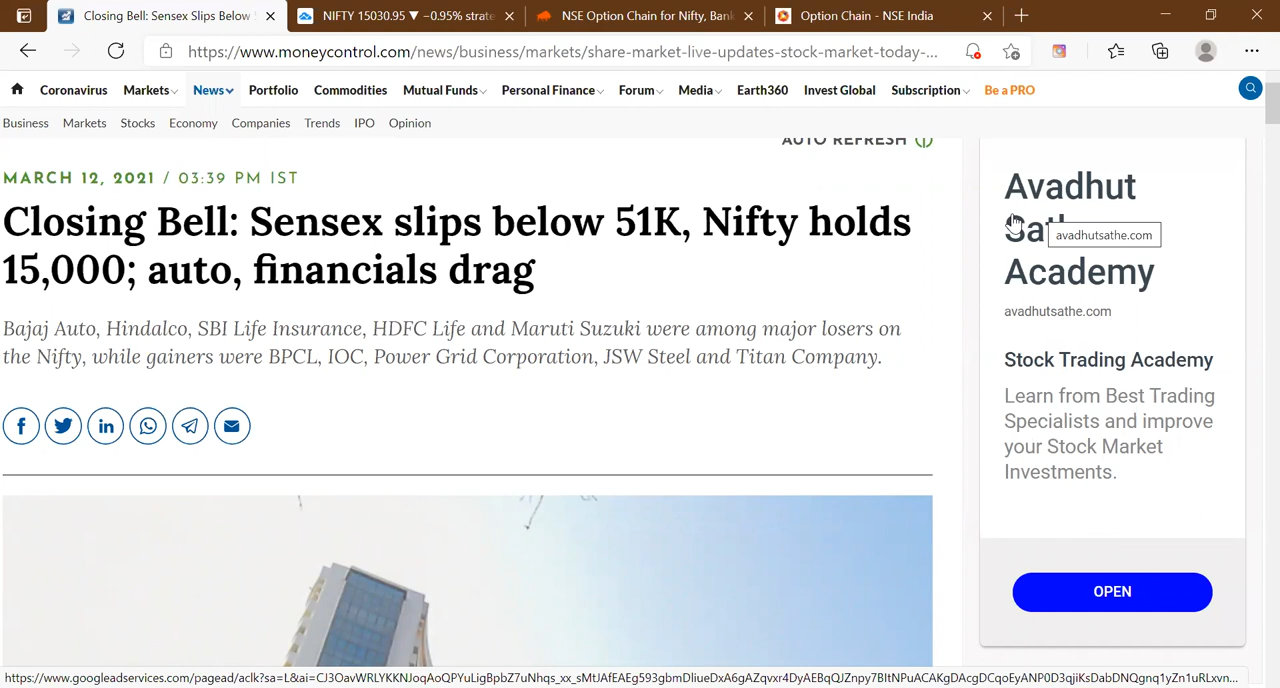 Closing Bell: Sensex Slips Below
NIFTY 15030.95 ▼ −0.95% strate
NSE Option Chain for Nifty, Bank
Option Chain - NSE India
https://www.moneycontrol.com/news/business/markets/share-market-live-updates-stock-market-today-...
Coronavirus Markets News Portfolio Commodities Mutual Funds Personal Finance Forum Media Earth360 Invest Global Subscription Be a PRO
Business Markets Stocks Economy Companies Trends IPO Opinion
AUTO REFRESH
MARCH 12, 2021 / 03:39 PM IST
Closing Bell: Sensex slips below 51K, Nifty holds
15,000; auto, financials drag
Bajaj Auto, Hindalco, SBI Life Insurance, HDFC Life and Maruti Suzuki were among major losers on
the Nifty, while gainers were BPCL, IOC, Power Grid Corporation, JSW Steel and Titan Company.
Avadhut
avadhutsathe.com
Academy
avadhutsathe.com
Stock Trading Academy
Learn from Best Trading
Specialists and improve
your Stock Market
Investments.
OPEN